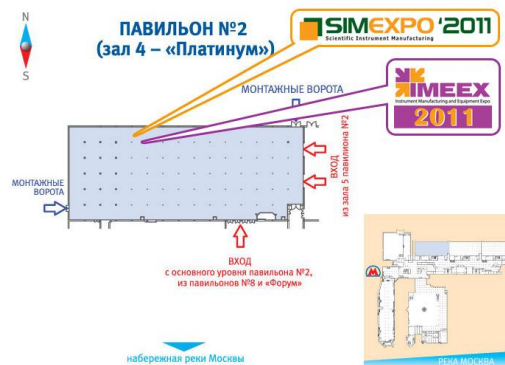 N
S
ПАВИЛЬОН №2
(зал 4 – «Платинум»)
SIMEXPO '2011
Scientific Instrument Manufacturing
IMEEX
Instrument Manufacturing and Equipment Expo
2011
МОНТАЖНЫЕ ВОРОТА
ВХОД
из зала 5 павилиона №2
МОНТАЖНЫЕ
ВОРОТА
ВХОД
с основного уровня павильона №2,
из павильонов №8 и «Форум»
М
набережная реки Москвы
РЕКА МОСКВА